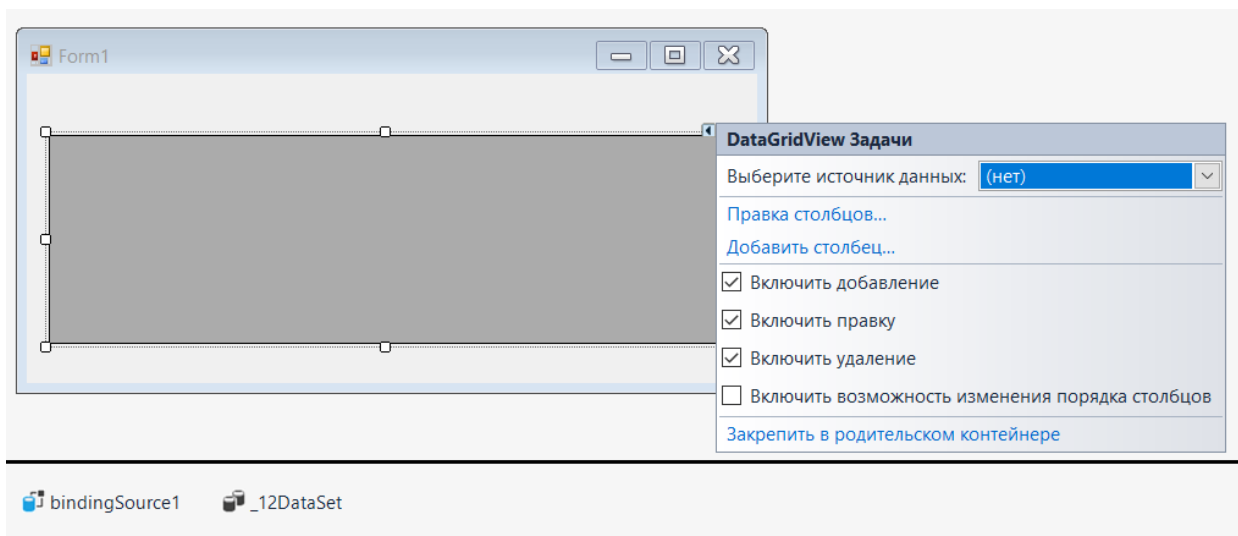 Form1
DataGridView Задачи
Выберите источник данных: (нет)
Правка столбцов...
Добавить столбец...
Включить добавление
Включить правку
Включить удаление
Включить возможность изменения порядка столбцов
Закрепить в родительском контейнере
bindingSource1 _12DataSet